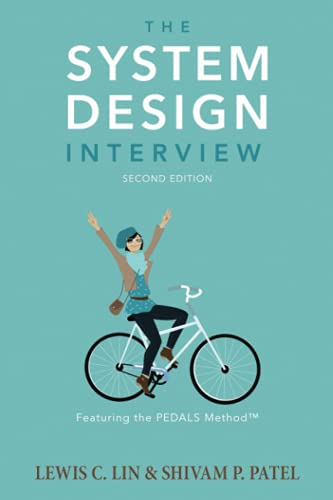 THE
SYSTEM
DESIGN
INTERVIEW
SECOND EDITION
Featuring the PEDALS Method™
LEWIS C. LIN & SHIVAM P. PATEL